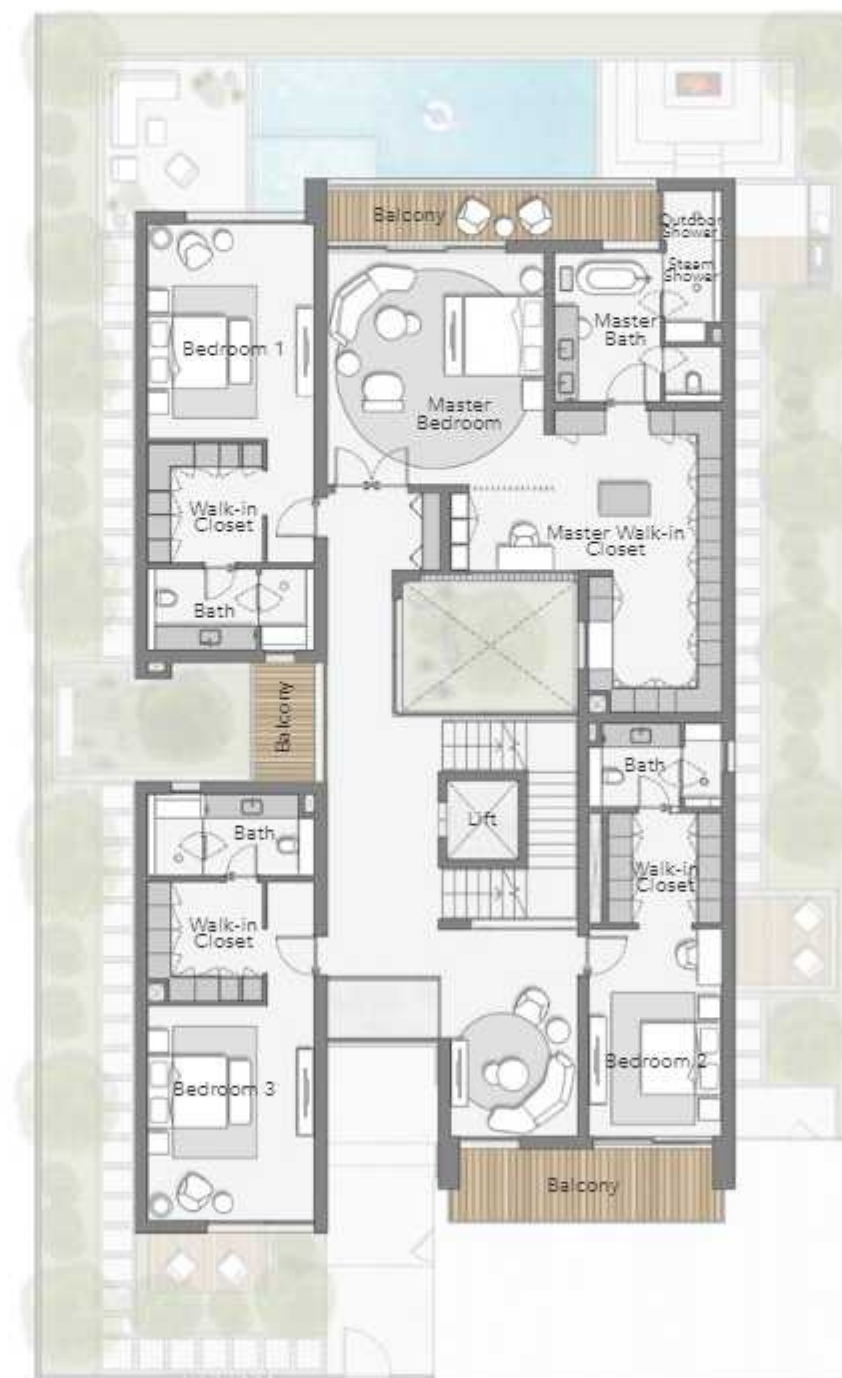 Balcony
Outdoor
Shower
Steam
Shower
Bedroom 1
Master
Bath
Master
Bedroom
Walk-in
Closet
Master Walk-in
Closet
Bath
Balcony
Bath
Lift
Bath
Walk-in
Closet
Walk-in
Closet
Bedroom 3
Bedroom 2
Balcony